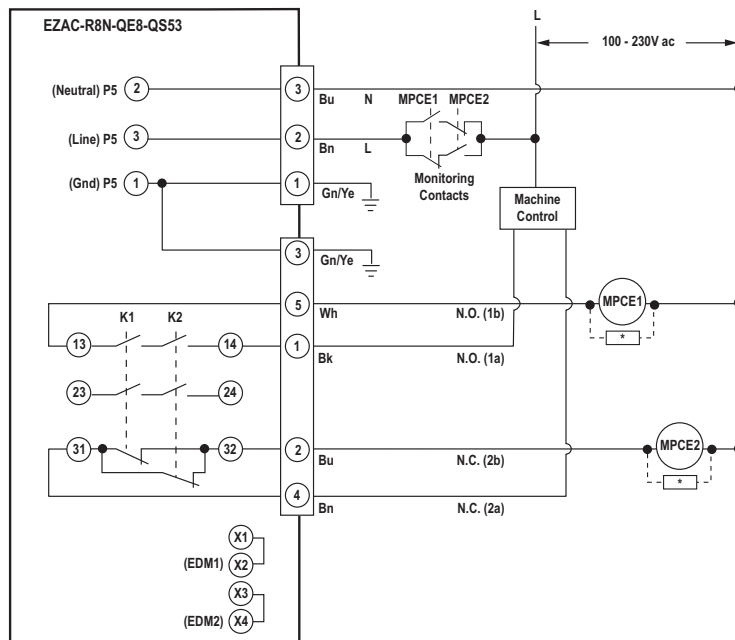 EZAC-R8N-QE8-QS53
L
100 - 230V ac
(Neutral) P5 2
3
Bu N
MPCE1 MPCE2
(Line) P5 3
2
Bn L
Monitoring
Contacts
(Gnd) P5 1
1
Gn/Ye
Machine
Control
3
Gn/Ye
K1 K2
5
Wh N.O. (1b)
MPCE1
*
13 14
1
Bk N.O. (1a)
23 24
31 32
2
Bu N.C. (2b)
MPCE2
*
4
Bn N.C. (2a)
X1
(EDM1) X2
X3
(EDM2) X4